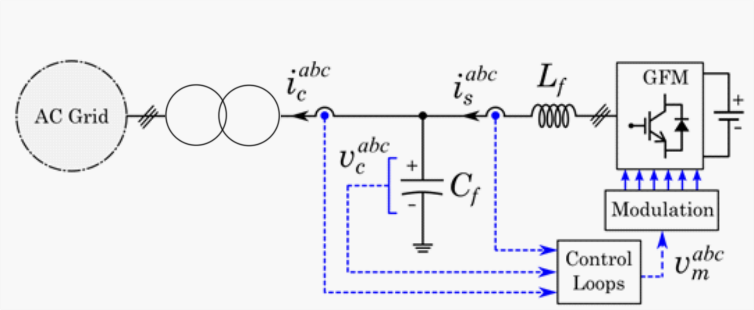 AC Grid
i_c^{abc}
i_s^{abc}
L_f
GFM
+
-
v_c^{abc}
+
-
C_f
Modulation
Control
Loops
v_m^{abc}